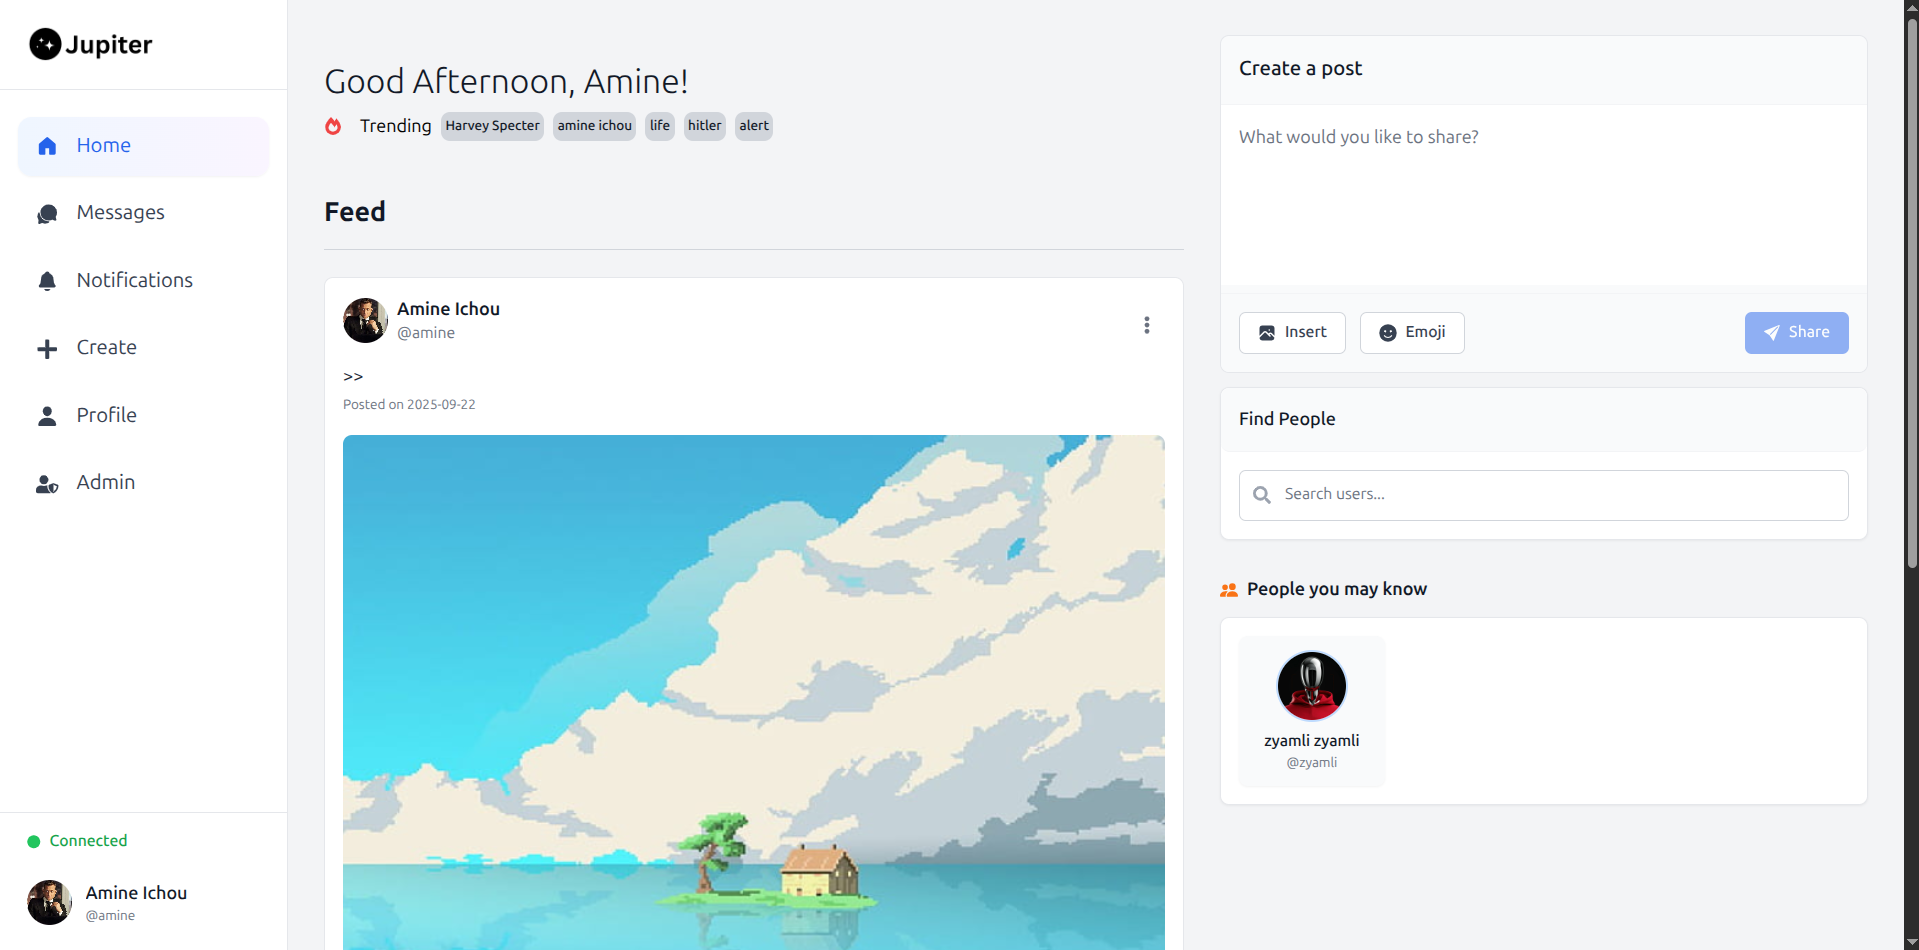 Jupiter
Home
Messages
Notifications
Create
Profile
Admin
Connected
Amine Ichou
@amine
Good Afternoon, Amine!
Trending Harvey Specter amine ichou life hitler alert
Feed
Amine Ichou
@amine
>>
Posted on 2025-09-22
Create a post
What would you like to share?
Insert Emoji Share
Find People
Search users...
People you may know
zyamli zyamli
@zyamli